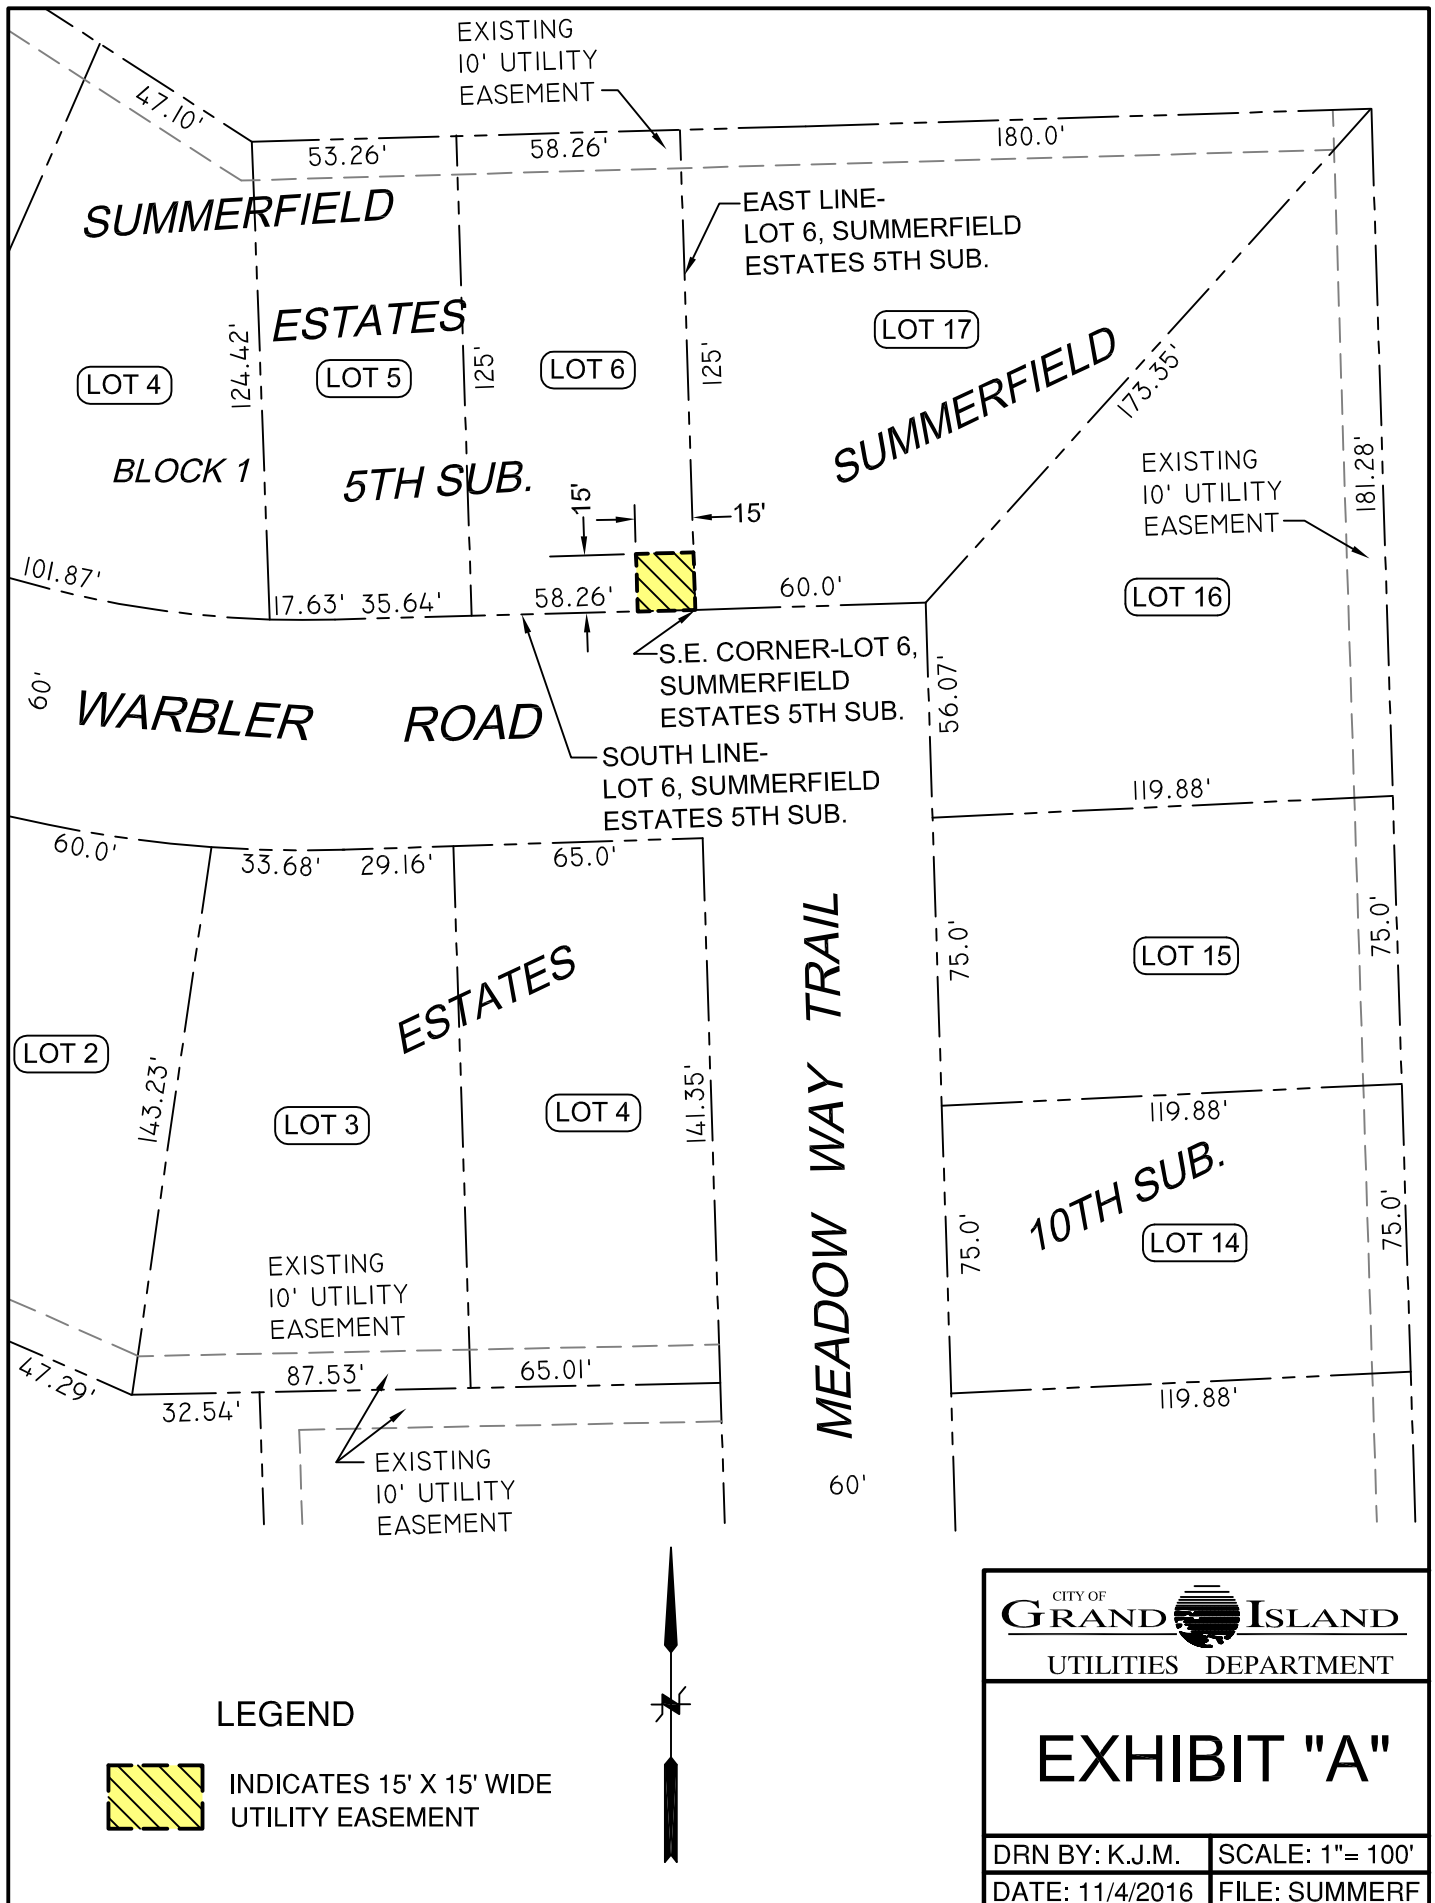 EXISTING
10' UTILITY
EASEMENT
47.10'
53.26'
58.26'
180.0'
SUMMERFIELD
EAST LINE-
LOT 6, SUMMERFIELD
ESTATES 5TH SUB.
ESTATES
LOT 17
SUMMERFIELD
124.42'
LOT 4
LOT 5
125'
LOT 6
125'
173.35'
BLOCK 1
5TH SUB.
15'
15'
EXISTING
10' UTILITY
EASEMENT
181.28'
101.87'
17.63'
35.64'
58.26'
60.0'
LOT 16
S.E. CORNER-LOT 6,
SUMMERFIELD
ESTATES 5TH SUB.
60'
WARBLER ROAD
56.07'
SOUTH LINE-
LOT 6, SUMMERFIELD
ESTATES 5TH SUB.
119.88'
60.0'
33.68'
29.16'
65.0'
ESTATES
MEADOW WAY TRAIL
75.0'
LOT 15
75.0'
LOT 2
143.23'
LOT 3
LOT 4
141.35'
119.88'
10TH SUB.
75.0'
LOT 14
75.0'
EXISTING
10' UTILITY
EASEMENT
47.29'
87.53'
65.01'
32.54'
119.88'
EXISTING
10' UTILITY
EASEMENT
60'
CITY OF
GRAND ISLAND
UTILITIES DEPARTMENT
LEGEND
INDICATES 15' X 15' WIDE
UTILITY EASEMENT
EXHIBIT "A"
DRN BY: K.J.M.
SCALE: 1"= 100'
DATE: 11/4/2016
FILE: SUMMERF